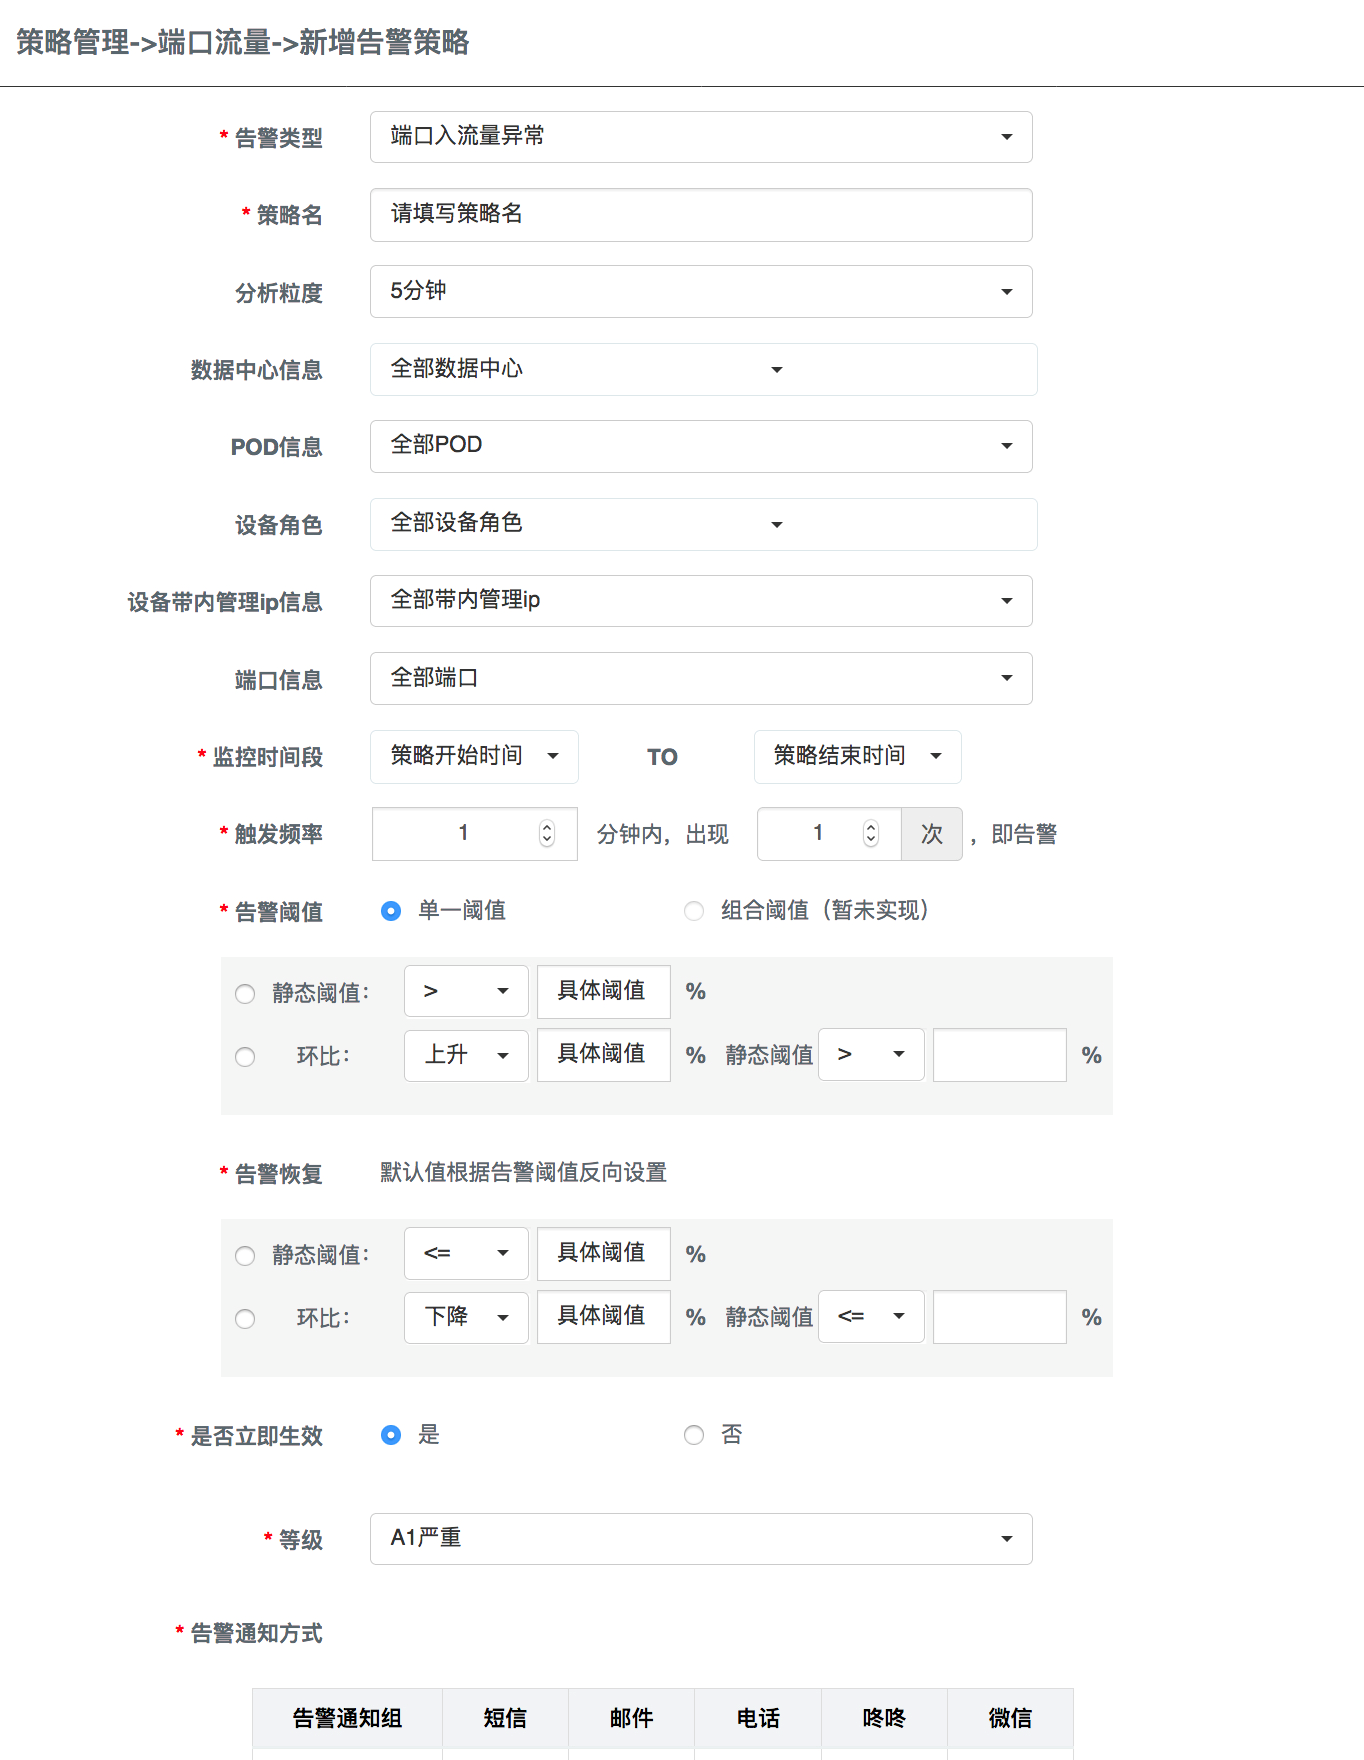 策略管理->端口流量->新增告警策略
* 告警类型 端口入流量异常
* 策略名 请填写策略名
分析粒度 5分钟
数据中心信息 全部数据中心
POD信息 全部POD
设备角色 全部设备角色
设备带内管理ip信息 全部带内管理ip
端口信息 全部端口
* 监控时间段 策略开始时间 TO 策略结束时间
* 触发频率 1 分钟内，出现 1 次 ，即告警
* 告警阈值 单一阈值 组合阈值（暂未实现）
静态阈值： > 具体阈值 %
环比： 上升 具体阈值 % 静态阈值 > %
* 告警恢复 默认值根据告警阈值反向设置
静态阈值： <= 具体阈值 %
环比： 下降 具体阈值 % 静态阈值 <= %
* 是否立即生效 是 否
* 等级 A1严重
* 告警通知方式
告警通知组 短信 邮件 电话 咚咚 微信